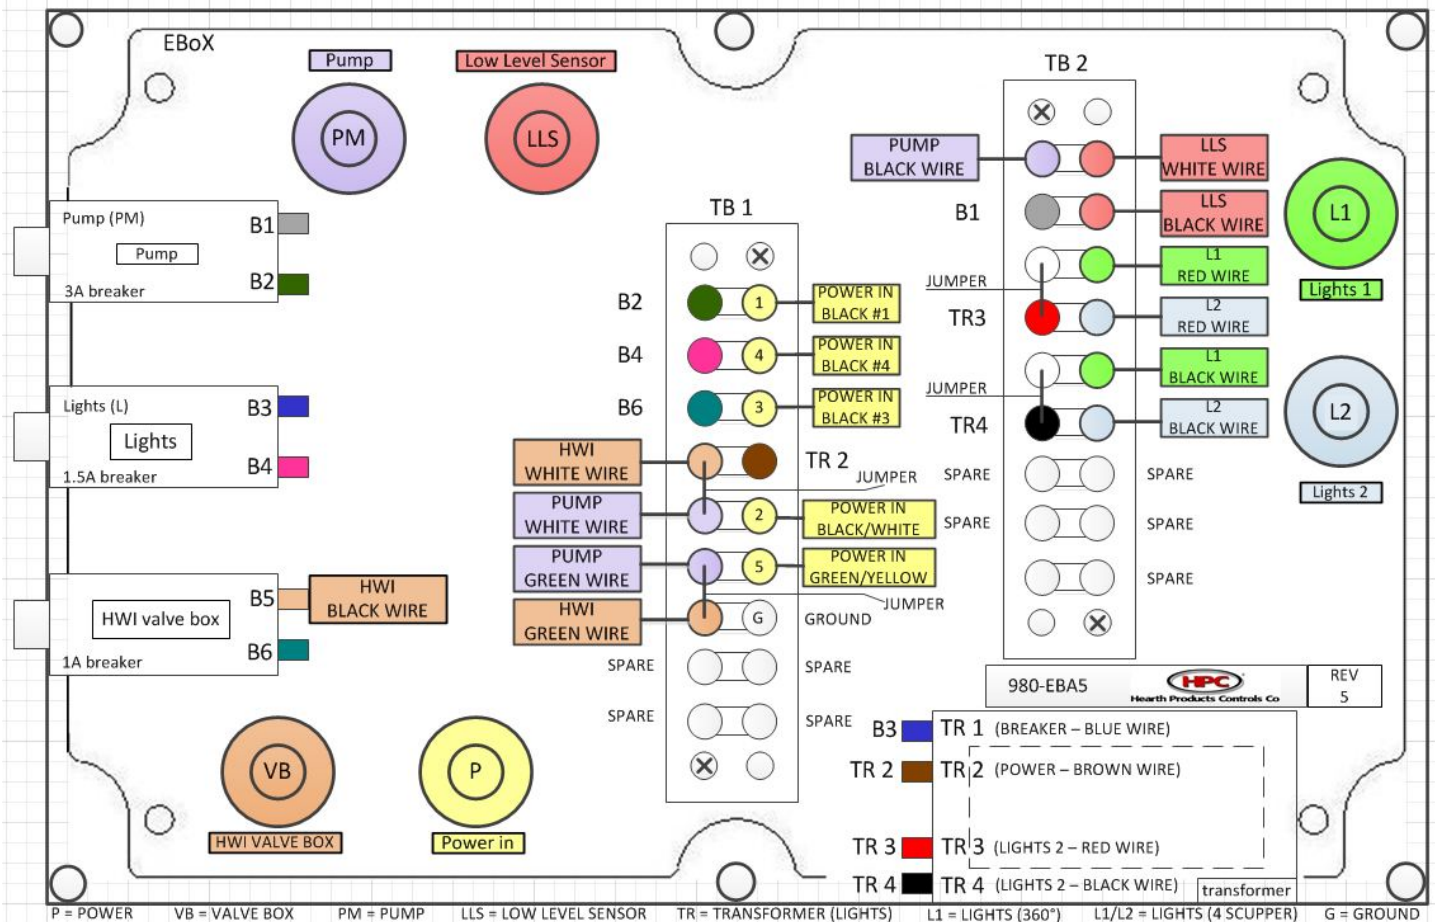 EBoX
Pump
PM
Low Level Sensor
LLS
Pump (PM)
Pump
3A breaker
B1
B2
Lights (L)
Lights
1.5A breaker
B3
B4
HWI valve box
1A breaker
B5
B6
HWI
BLACK WIRE
VB
HWI VALVE BOX
P
Power in
TB 1
B2
1
POWER IN
BLACK #1
B4
4
POWER IN
BLACK #4
B6
3
POWER IN
BLACK #3
HWI
WHITE WIRE
TR 2
JUMPER
PUMP
WHITE WIRE
2
POWER IN
BLACK/WHITE
PUMP
GREEN WIRE
5
POWER IN
GREEN/YELLOW
JUMPER
HWI
GREEN WIRE
G
GROUND
SPARE
SPARE
SPARE
SPARE
TB 2
PUMP
BLACK WIRE
LLS
WHITE WIRE
B1
LLS
BLACK WIRE
L1
RED WIRE
JUMPER
TR3
L2
RED WIRE
L1
BLACK WIRE
JUMPER
TR4
L2
BLACK WIRE
SPARE
SPARE
SPARE
SPARE
SPARE
L1
Lights 1
L2
Lights 2
980-EBA5
HPC
Hearth Products Controls Co
REV
5
B3
TR 1 (BREAKER – BLUE WIRE)
TR 2
TR 2 (POWER – BROWN WIRE)
TR 3
TR 3 (LIGHTS 2 – RED WIRE)
TR 4
TR 4 (LIGHTS 2 – BLACK WIRE)
transformer
P = POWER VB = VALVE BOX PM = PUMP LLS = LOW LEVEL SENSOR TR = TRANSFORMER (LIGHTS) L1 = LIGHTS (360°) L1/L2 = LIGHTS (4 SCUPPER) G = GROUND